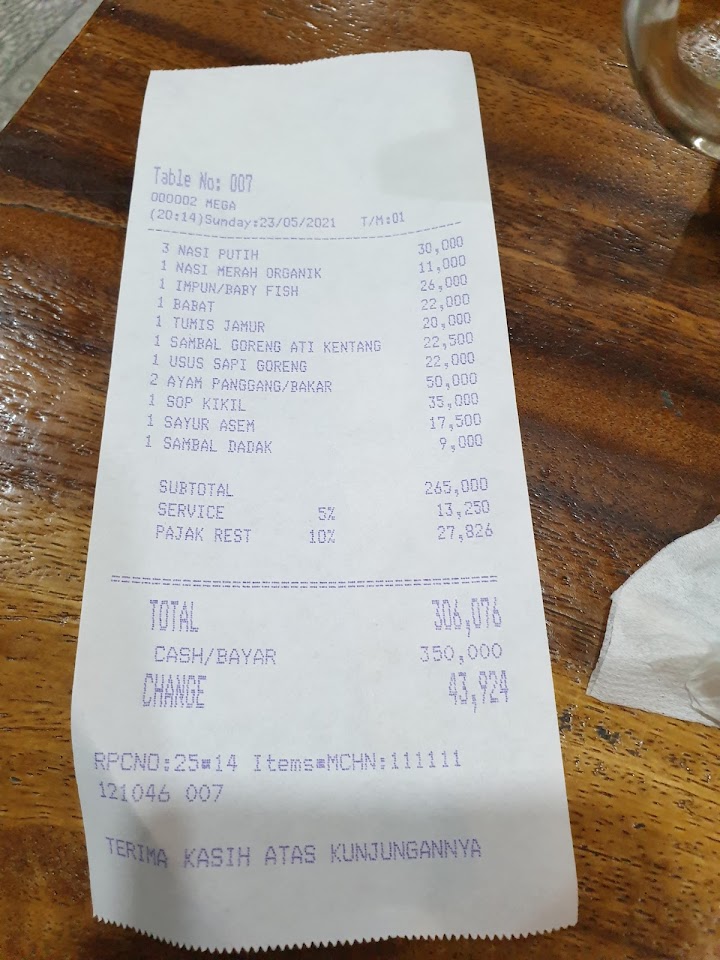 Table No: 007
000002 MEGA
(20:14)Sunday:23/05/2021 T/M:01
3 NASI PUTIH 30,000
1 NASI MERAH ORGANIK 11,000
1 IMPUN/BABY FISH 26,000
1 BABAT 22,000
1 TUMIS JAMUR 20,000
1 SAMBAL GORENG ATI KENTANG 22,500
1 USUS SAPI GORENG 22,000
2 AYAM PANGGANG/BAKAR 50,000
1 SOP KIKIL 35,000
1 SAYUR ASEM 17,500
1 SAMBAL DADAK 9,000
SUBTOTAL 265,000
SERVICE 5% 13,250
PAJAK REST 10% 27,826
TOTAL 306,076
CASH/BAYAR 350,000
CHANGE 43,924
RPCNO:25=14 Items=MCHN:111111
121046 007
TERIMA KASIH ATAS KUNJUNGANNYA